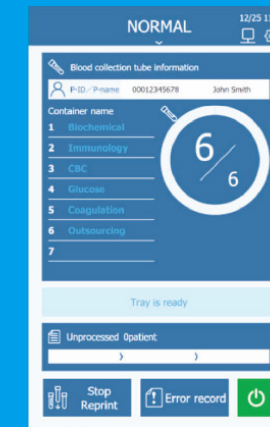 NORMAL
12/25 11
Blood collection tube information
P-ID／P-name 00012345678 John Smith
Container name
1 Biochemical
2 Immunology
3 CBC
4 Glucose
5 Coagulation
6 Outsourcing
7
6/6
Tray is ready
Unprocessed 0patient
Stop
Reprint
Error record